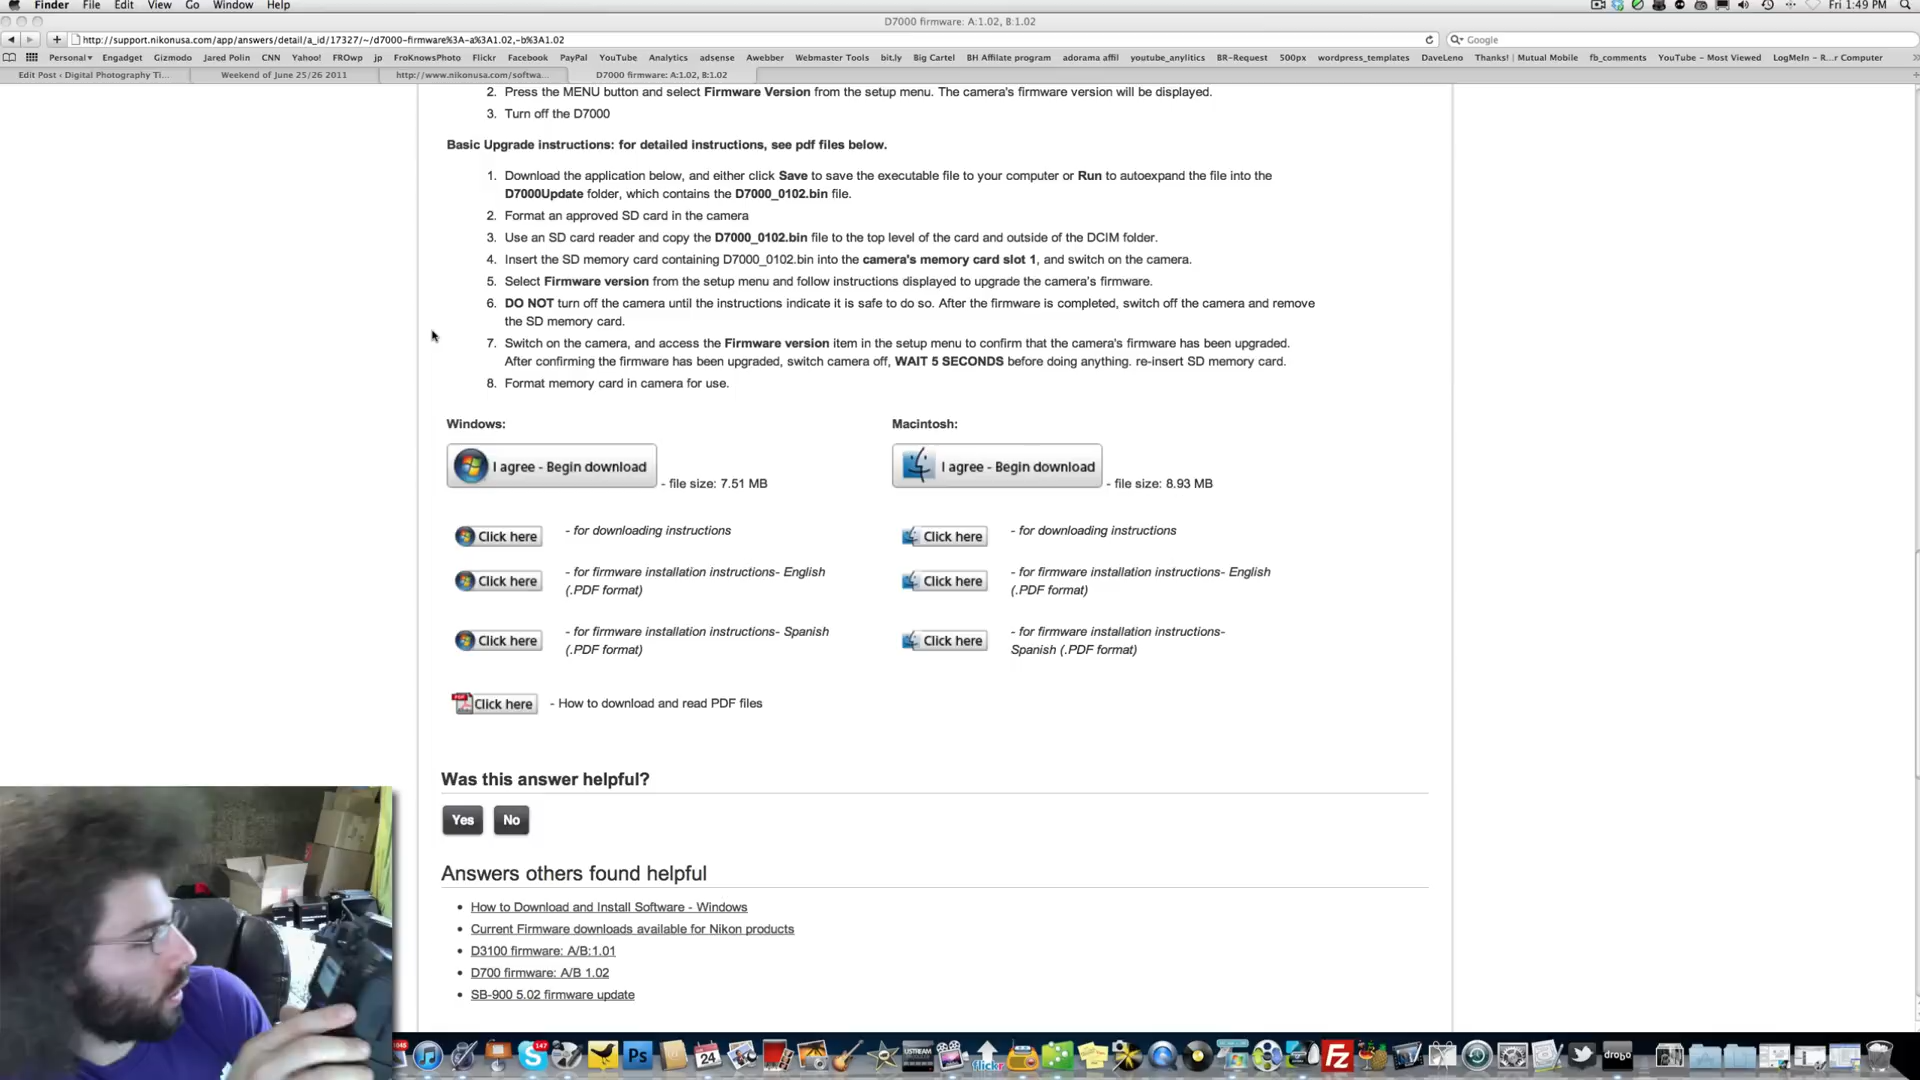 Finder File Edit View Go Window Help
Fri 1:49 PM
D7000 firmware: A:1.02, B:1.02
http://support.nikonusa.com/app/answers/detail/a_id/17327/~/d7000-firmware%3A-a%3A1.02,-b%3A1.02
Google
Personal Engadget Gizmodo Jared Polin CNN Yahoo! FROwp jp FroKnowsPhoto Flickr Facebook PayPal YouTube Analytics adsense Awebber Webmaster Tools bit.ly Big Cartel BH Affilate program adorama affil youtube_anylitics BR-Request 500px wordpress_templates DaveLeno Thanks! | Mutual Mobile fb_comments YouTube - Most Viewed LogMeIn - R...r Computer
Edit Post ‹ Digital Photography Ti... Weekend of June 25/26 2011 http://www.nikonusa.com/softwa... D7000 firmware: A:1.02, B:1.02
2. Press the MENU button and select Firmware Version from the setup menu. The camera's firmware version will be displayed.
3. Turn off the D7000
Basic Upgrade instructions: for detailed instructions, see pdf files below.
1. Download the application below, and either click Save to save the executable file to your computer or Run to autoexpand the file into the
D7000Update folder, which contains the D7000_0102.bin file.
2. Format an approved SD card in the camera
3. Use an SD card reader and copy the D7000_0102.bin file to the top level of the card and outside of the DCIM folder.
4. Insert the SD memory card containing D7000_0102.bin into the camera's memory card slot 1, and switch on the camera.
5. Select Firmware version from the setup menu and follow instructions displayed to upgrade the camera's firmware.
6. DO NOT turn off the camera until the instructions indicate it is safe to do so. After the firmware is completed, switch off the camera and remove
the SD memory card.
7. Switch on the camera, and access the Firmware version item in the setup menu to confirm that the camera's firmware has been upgraded.
After confirming the firmware has been upgraded, switch camera off, WAIT 5 SECONDS before doing anything. re-insert SD memory card.
8. Format memory card in camera for use.
Windows: Macintosh:
I agree - Begin download - file size: 7.51 MB I agree - Begin download - file size: 8.93 MB
Click here - for downloading instructions Click here - for downloading instructions
Click here - for firmware installation instructions- English Click here - for firmware installation instructions- English
(.PDF format) (.PDF format)
Click here - for firmware installation instructions- Spanish Click here - for firmware installation instructions-
(.PDF format) Spanish (.PDF format)
PDF Click here - How to download and read PDF files
Was this answer helpful?
Yes No
Answers others found helpful
• How to Download and Install Software - Windows
• Current Firmware downloads available for Nikon products
• D3100 firmware: A/B:1.01
• D700 firmware: A/B 1.02
• SB-900 5.02 firmware update
147 Ps 24 USTREAM flickr Fz drobo